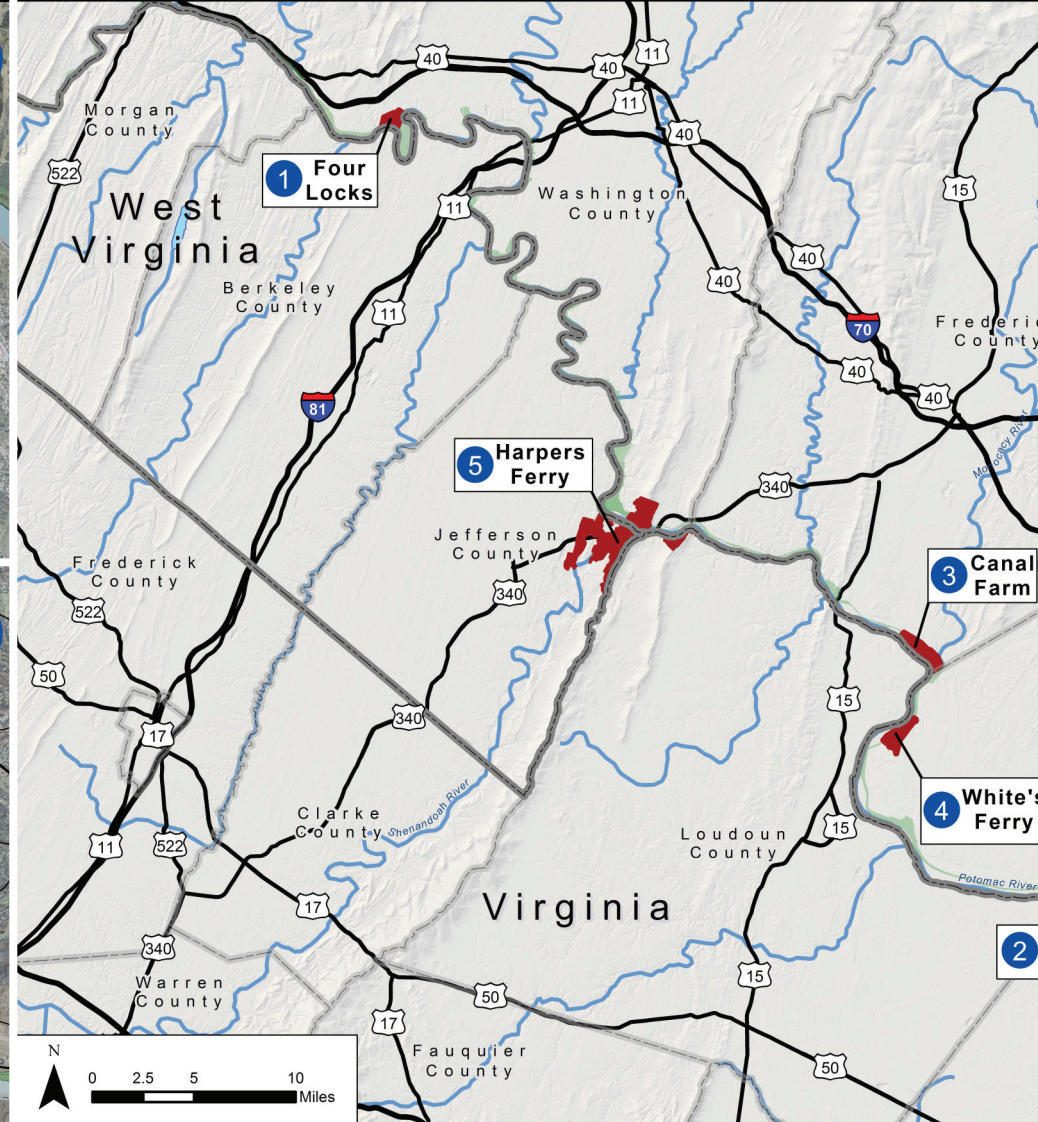 40
11
40
11
Morgan
County
40
522
1
Four
Locks
15
West
Virginia
11
Washington
County
40
40
Berkeley
County
11
70
Frederic
County
40
81
40
Monocacy River
5
Harpers
Ferry
340
Jefferson
County
Frederick
County
340
3
Canal
Farm
522
50
15
340
17
4
White's
Ferry
Clarke
County
Shenandoah River
15
Loudoun
County
11
522
Potomac River
17
Virginia
340
2
Warren
County
15
50
17
Fauquier
County
50
N
0 2.5 5 10
Miles